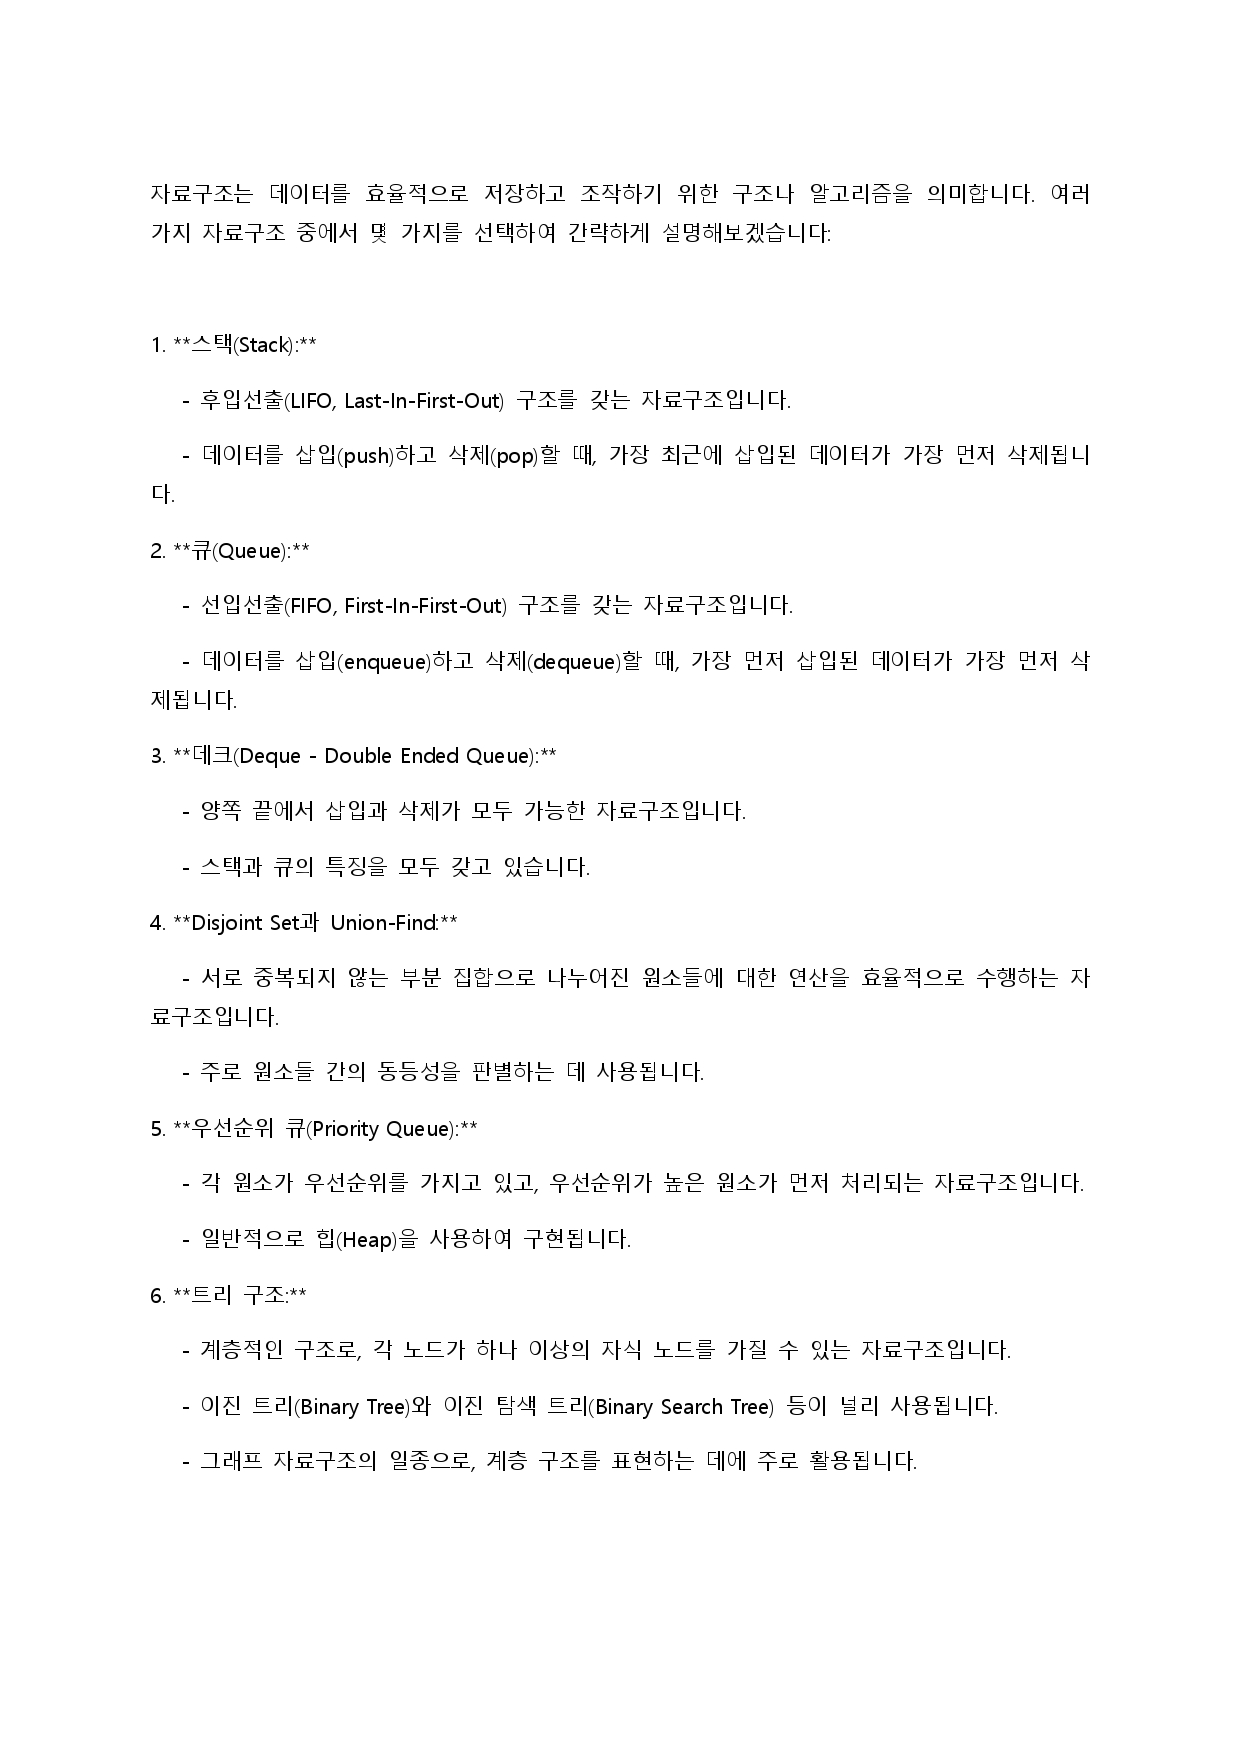 자료구조는 데이터를 효율적으로 저장하고 조작하기 위한 구조나 알고리즘을 의미합니다. 여러
가지 자료구조 중에서 몇 가지를 선택하여 간략하게 설명해보겠습니다:
1. **스택(Stack):**
- 후입선출(LIFO, Last-In-First-Out) 구조를 갖는 자료구조입니다.
- 데이터를 삽입(push)하고 삭제(pop)할 때, 가장 최근에 삽입된 데이터가 가장 먼저 삭제됩니
다.
2. **큐(Queue):**
- 선입선출(FIFO, First-In-First-Out) 구조를 갖는 자료구조입니다.
- 데이터를 삽입(enqueue)하고 삭제(dequeue)할 때, 가장 먼저 삽입된 데이터가 가장 먼저 삭
제됩니다.
3. **데크(Deque - Double Ended Queue):**
- 양쪽 끝에서 삽입과 삭제가 모두 가능한 자료구조입니다.
- 스택과 큐의 특징을 모두 갖고 있습니다.
4. **Disjoint Set과 Union-Find:**
- 서로 중복되지 않는 부분 집합으로 나누어진 원소들에 대한 연산을 효율적으로 수행하는 자
료구조입니다.
- 주로 원소들 간의 동등성을 판별하는 데 사용됩니다.
5. **우선순위 큐(Priority Queue):**
- 각 원소가 우선순위를 가지고 있고, 우선순위가 높은 원소가 먼저 처리되는 자료구조입니다.
- 일반적으로 힙(Heap)을 사용하여 구현됩니다.
6. **트리 구조:**
- 계층적인 구조로, 각 노드가 하나 이상의 자식 노드를 가질 수 있는 자료구조입니다.
- 이진 트리(Binary Tree)와 이진 탐색 트리(Binary Search Tree) 등이 널리 사용됩니다.
- 그래프 자료구조의 일종으로, 계층 구조를 표현하는 데에 주로 활용됩니다.